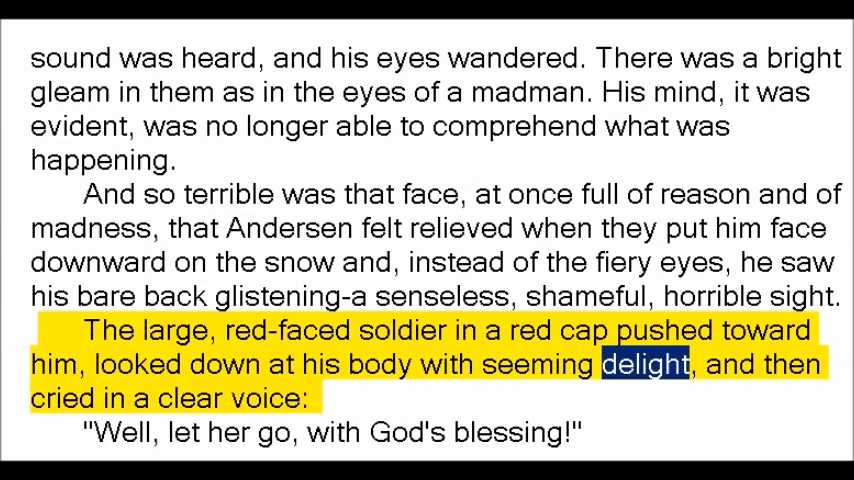 sound was heard, and his eyes wandered. There was a bright
gleam in them as in the eyes of a madman. His mind, it was
evident, was no longer able to comprehend what was
happening.
And so terrible was that face, at once full of reason and of
madness, that Andersen felt relieved when they put him face
downward on the snow and, instead of the fiery eyes, he saw
his bare back glistening-a senseless, shameful, horrible sight.
The large, red-faced soldier in a red cap pushed toward
him, looked down at his body with seeming delight, and then
cried in a clear voice:
"Well, let her go, with God's blessing!"